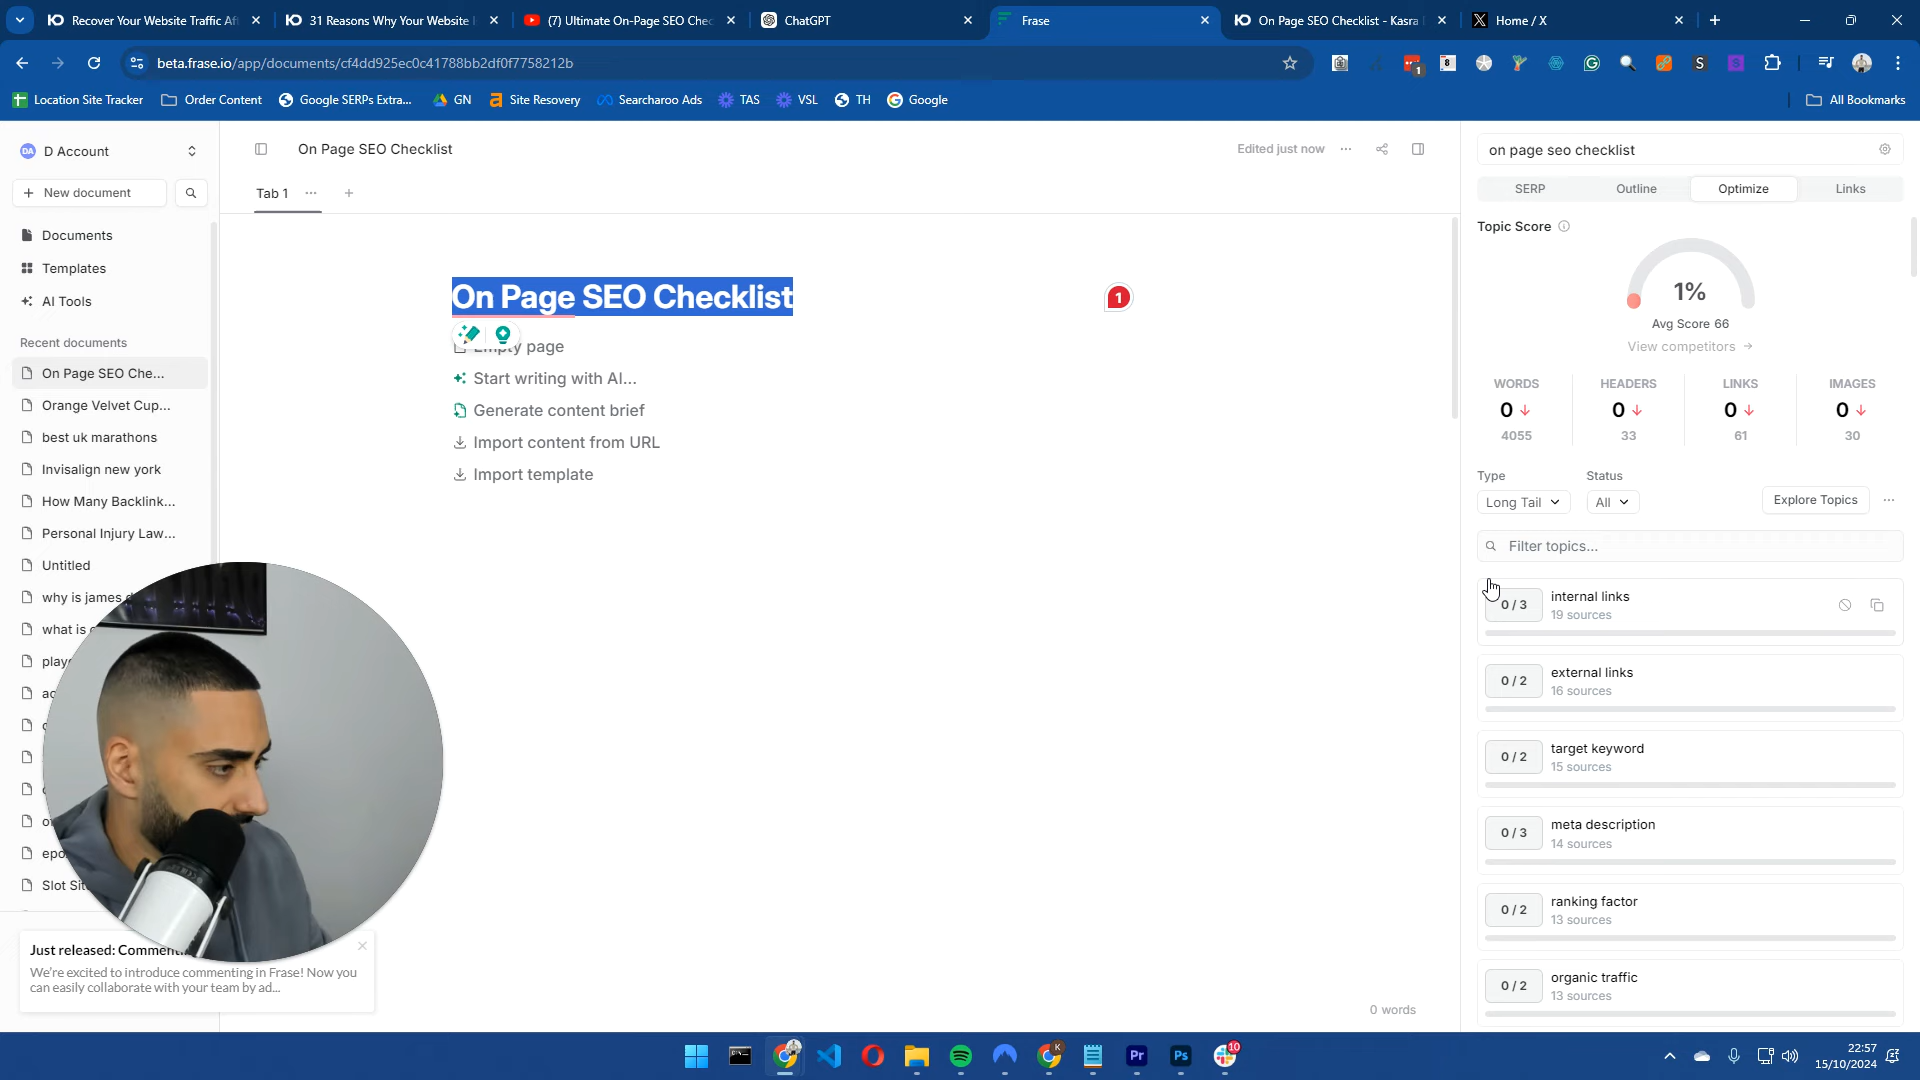 Recover Your Website Traffic Af
31 Reasons Why Your Website
(7) Ultimate On-Page SEO Chec
ChatGPT
Frase
On Page SEO Checklist - Kasra
Home / X
beta.frase.io/app/documents/cf4dd925ec0c41788bb2df0f7758212b
Location Site Tracker
Order Content
Google SERPs Extra...
GN
Site Recovery
Searcharoo Ads
TAS
VSL
TH
Google
All Bookmarks
DA D Account
New document
Documents
Templates
AI Tools
Recent documents
On Page SEO Che...
Orange Velvet Cup...
best uk marathons
Invisalign new york
How Many Backlink...
Personal Injury Law...
Untitled
why is james d
what is
play
ac
epo
Slot Sit
Just released: Comment...
We're excited to introduce commenting in Frase! Now you
can easily collaborate with your team by ad...
On Page SEO Checklist
Edited just now
Tab 1
On Page SEO Checklist
1
Empty page
Start writing with AI...
Generate content brief
Import content from URL
Import template
0 words
on page seo checklist
SERP
Outline
Optimize
Links
Topic Score
1%
Avg Score 66
View competitors
WORDS
HEADERS
LINKS
IMAGES
0
0
0
0
4055
33
61
30
Type
Status
Long Tail
All
Explore Topics
Filter topics...
0 / 3
internal links
19 sources
0 / 2
external links
16 sources
0 / 2
target keyword
15 sources
0 / 3
meta description
14 sources
0 / 2
ranking factor
13 sources
0 / 2
organic traffic
13 sources
22:57
15/10/2024